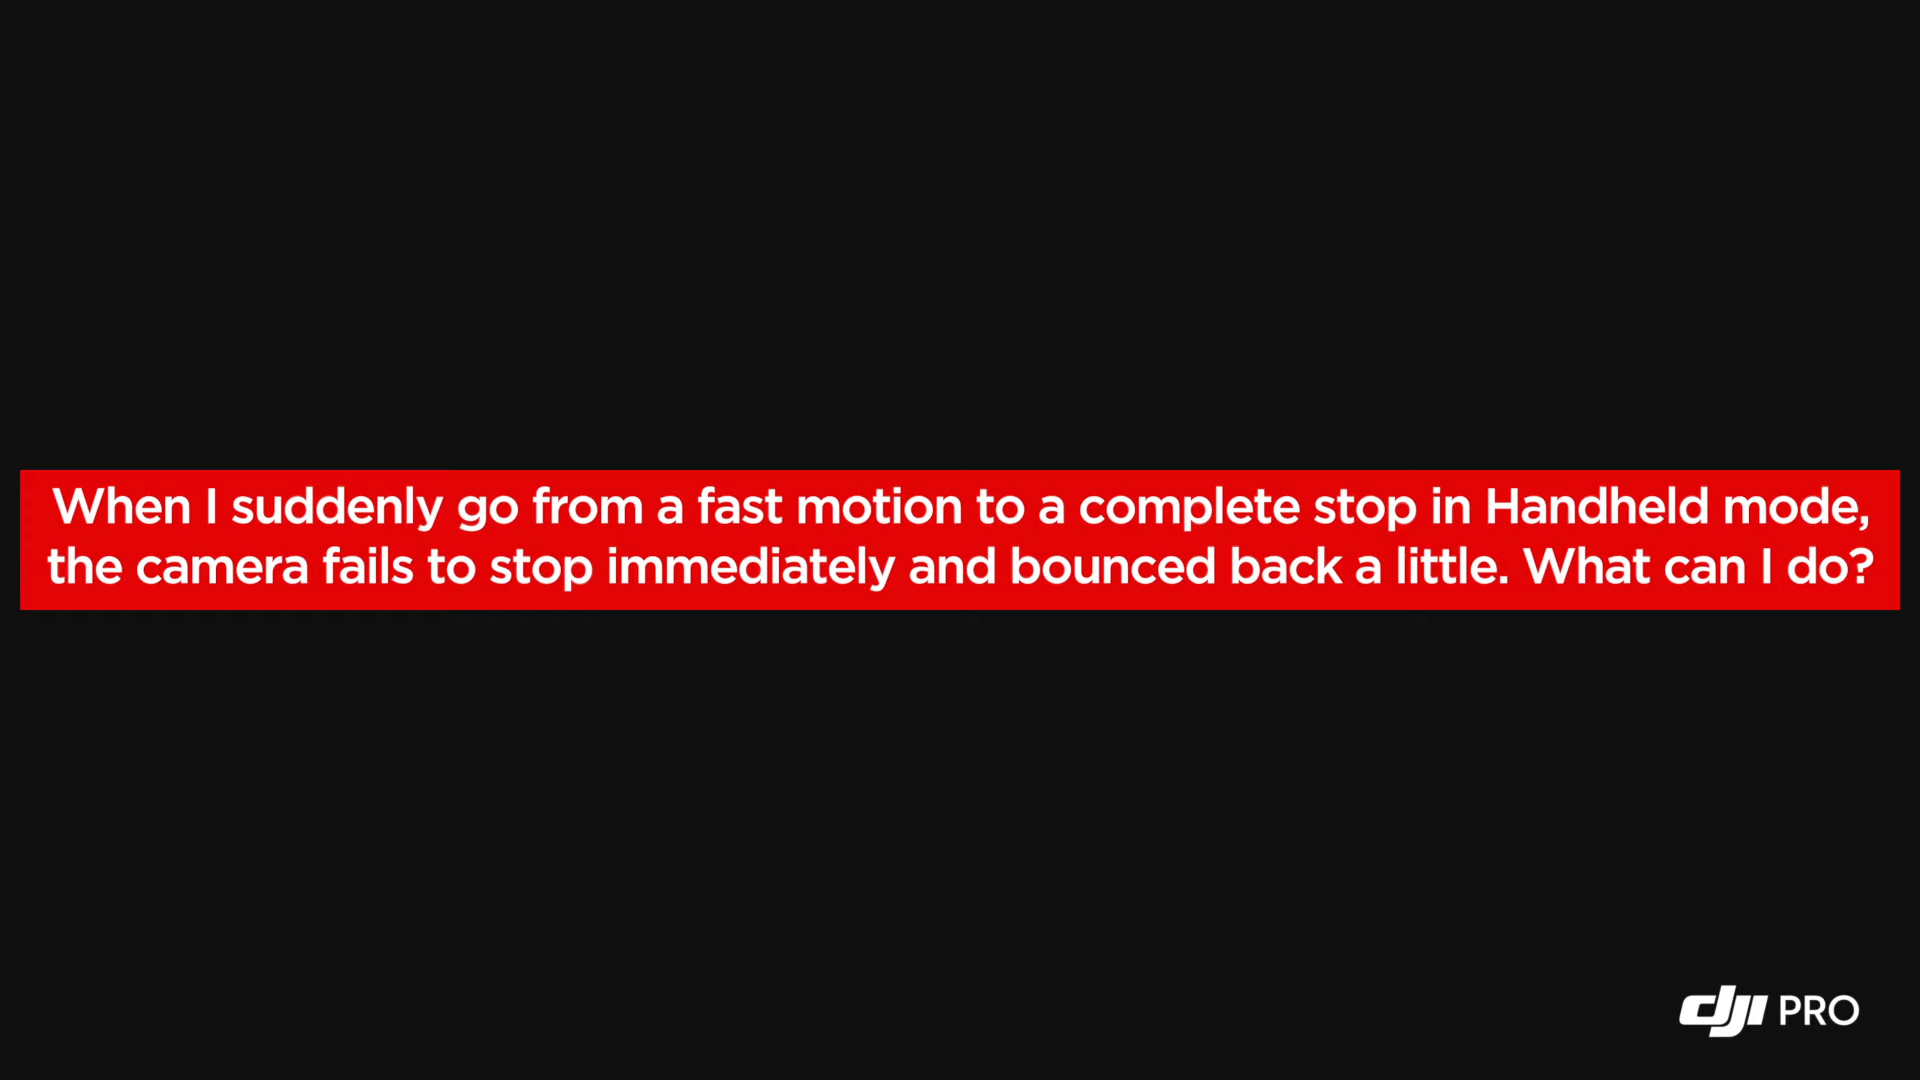 When I suddenly go from a fast motion to a complete stop in Handheld mode,
the camera fails to stop immediately and bounced back a little. What can I do?
dji PRO